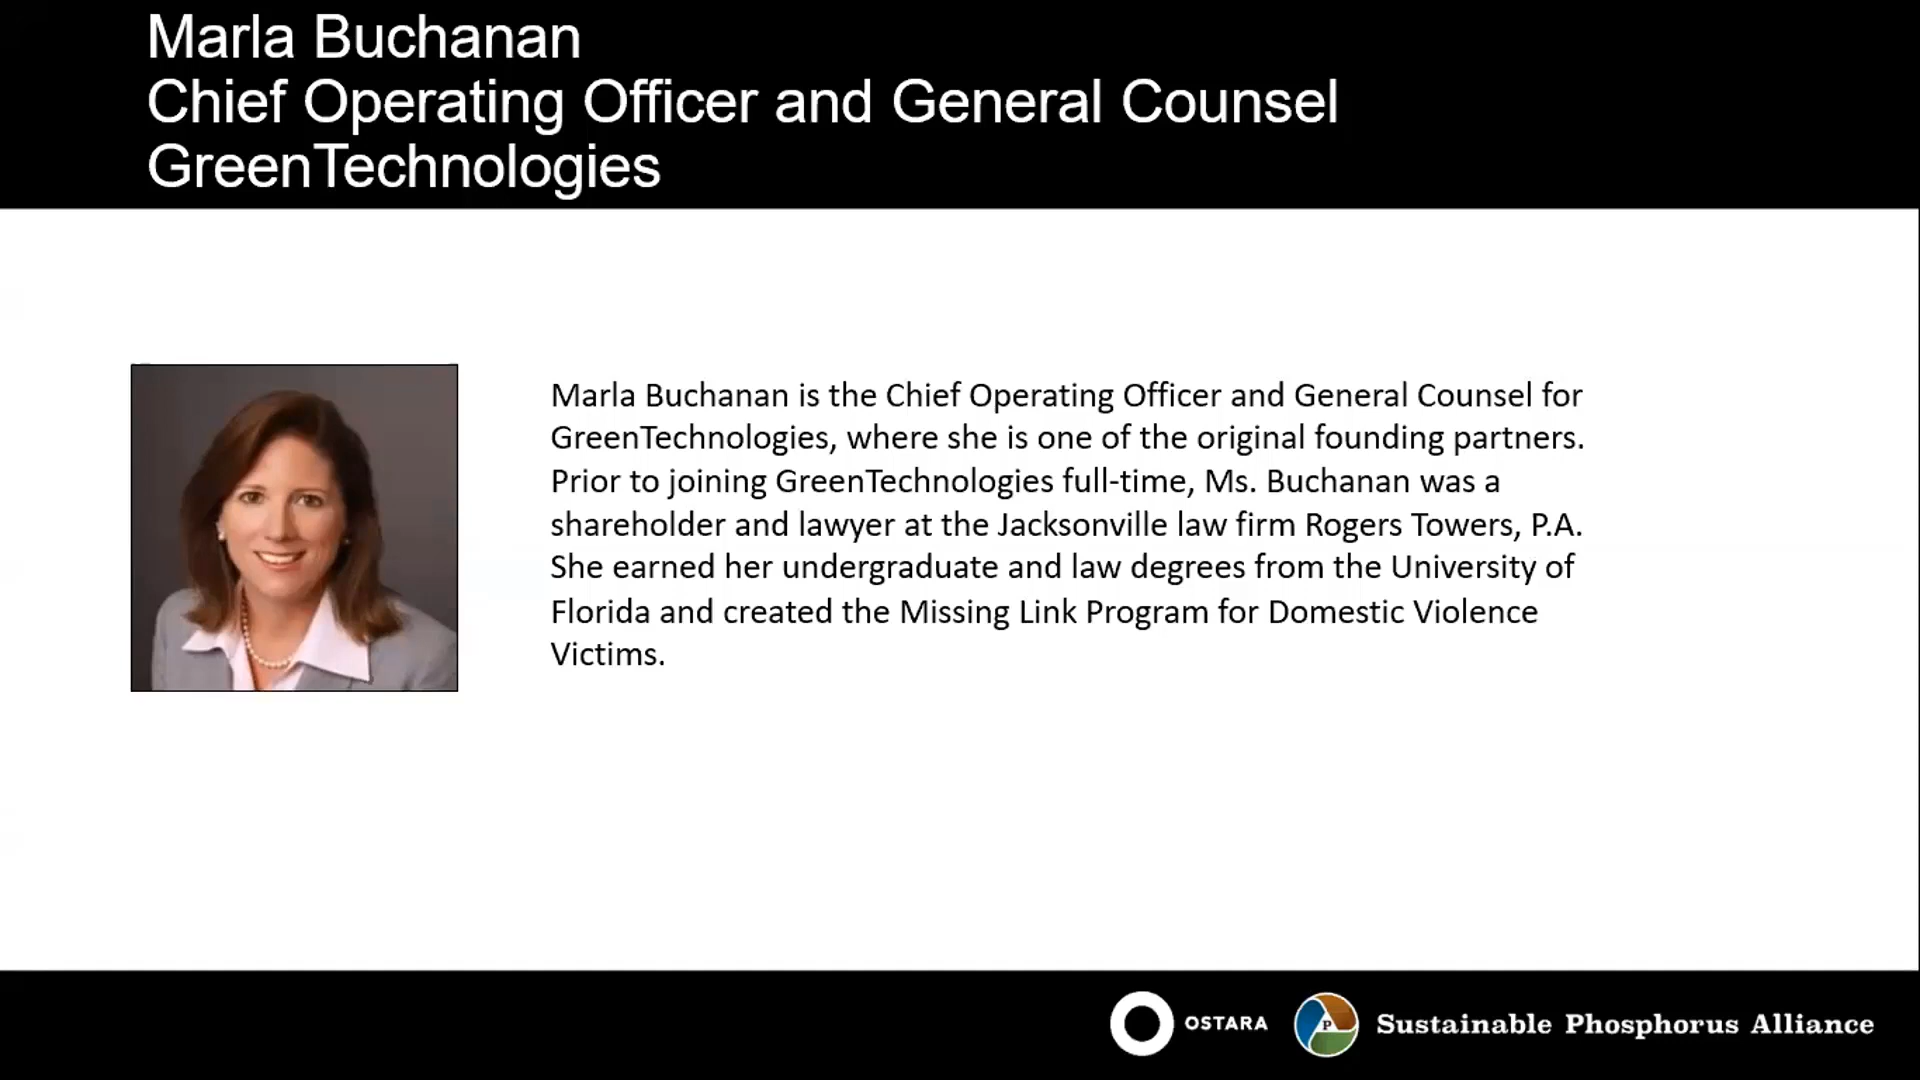 Marla Buchanan
Chief Operating Officer and General Counsel
GreenTechnologies
Marla Buchanan is the Chief Operating Officer and General Counsel for
GreenTechnologies, where she is one of the original founding partners.
Prior to joining GreenTechnologies full-time, Ms. Buchanan was a
shareholder and lawyer at the Jacksonville law firm Rogers Towers, P.A.
She earned her undergraduate and law degrees from the University of
Florida and created the Missing Link Program for Domestic Violence
Victims.
OSTARA
P
Sustainable Phosphorus Alliance